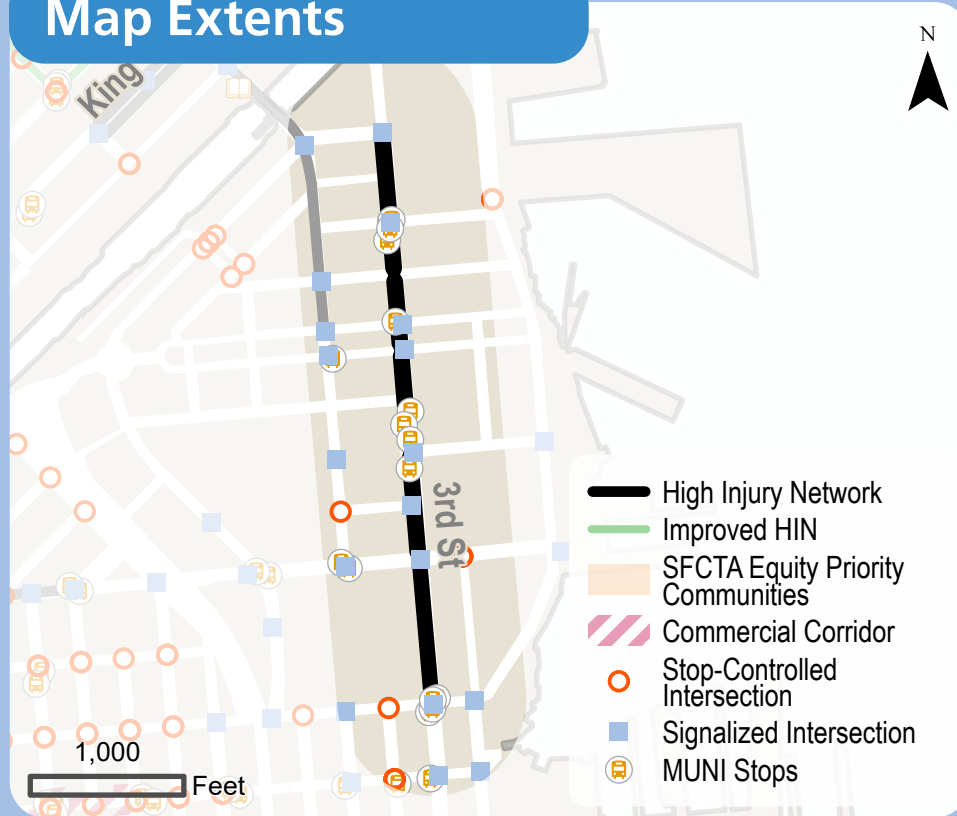 Map Extents
N
King
3rd St
High Injury Network
Improved HIN
SFCTA Equity Priority
Communities
Commercial Corridor
Stop-Controlled
Intersection
Signalized Intersection
MUNI Stops
1,000
Feet